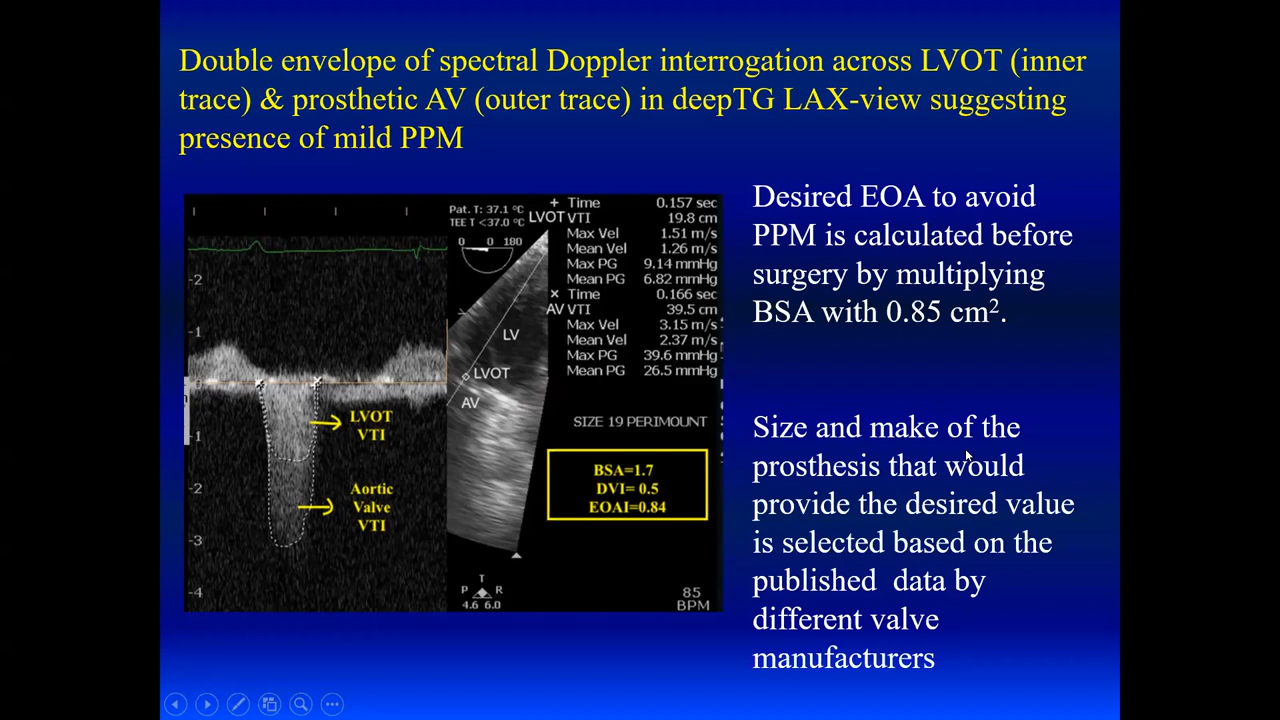 Double envelope of spectral Doppler interrogation across LVOT (inner
trace) & prosthetic AV (outer trace) in deepTG LAX-view suggesting
presence of mild PPM
Desired EOA to avoid
PPM is calculated before
surgery by multiplying
BSA with 0.85 cm².
Size and make of the
prosthesis that would
provide the desired value
is selected based on the
published  data by
different valve
manufacturers
-2
-1
-1
-2
-3
-4
LVOT
VTI
Aortic
Valve
VTI
Pat. T: 37.1 °C
TEE T <37.0 °C
0 0 180
LV
LVOT
AV
P T R
4.6 6.0
+ Time 0.157 sec
LVOT VTI 19.8 cm
Max Vel 1.51 m/s
Mean Vel 1.26 m/s
Max PG 9.14 mmHg
Mean PG 6.82 mmHg
× Time 0.166 sec
AV VTI 39.5 cm
Max Vel 3.15 m/s
Mean Vel 2.37 m/s
Max PG 39.6 mmHg
Mean PG 26.5 mmHg
SIZE 19 PERIMOUNT
BSA=1.7
DVI= 0.5
EOAI=0.84
85
BPM